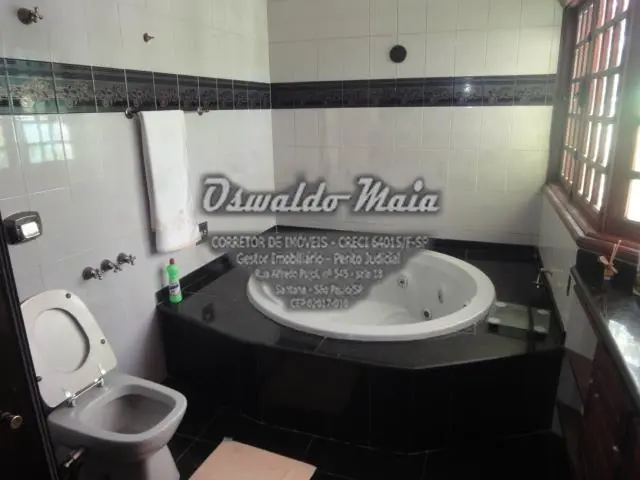 Oswaldo Maia
CORRETOR DE IMÓVEIS - CRECI 64015/F-SP
Gestor Imobiliário - Perito Judicial
Rua Alfredo Pujol, nº 545 - sala 13
Santana - São Paulo/SP
CEP 02017-010